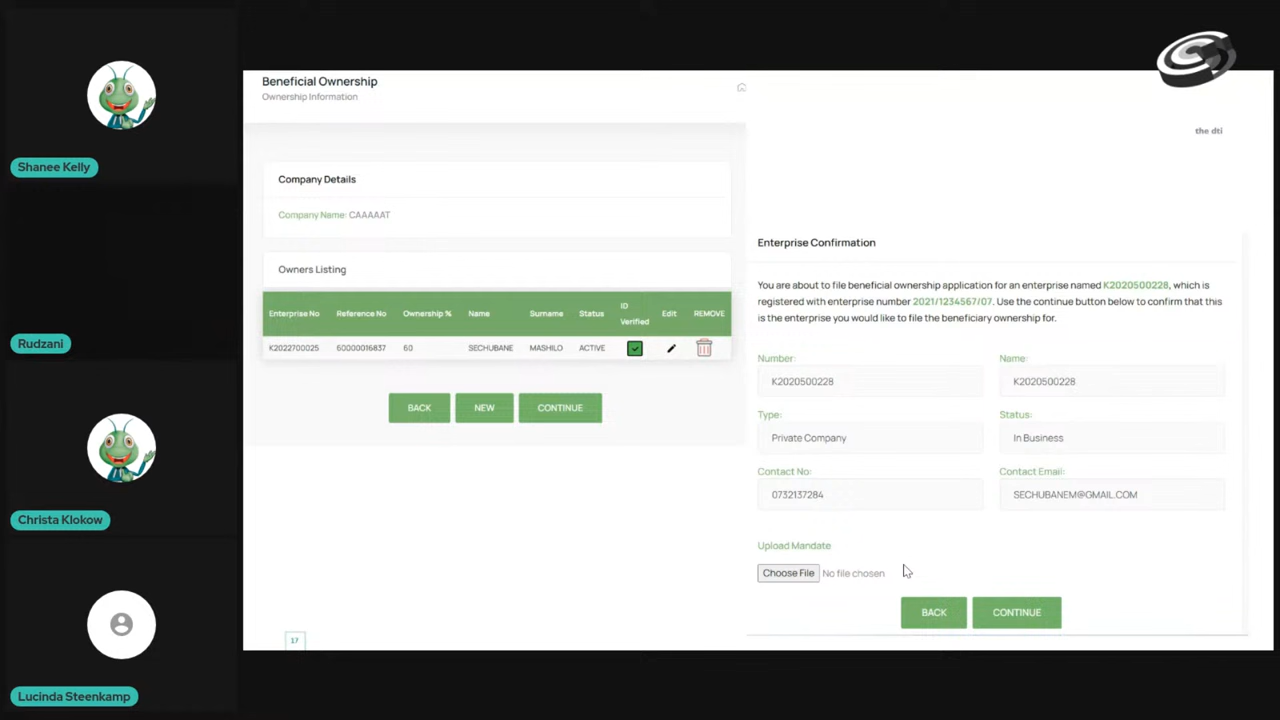 Shanee Kelly
Rudzani
Christa Klokow
Lucinda Steenkamp
Beneficial Ownership
Ownership Information
Company Details
Company Name: CAAAAAT
Owners Listing
Enterprise No Reference No Ownership % Name Surname Status ID Verified Edit REMOVE
K2022700025 60000016837 60 SECHUBANE MASHILO ACTIVE
BACK NEW CONTINUE
17
the dti
Enterprise Confirmation
You are about to file beneficial ownership application for an enterprise named K2020500228, which is
registered with enterprise number 2021/1234567/07. Use the continue button below to confirm that this
is the enterprise you would like to file the beneficiary ownership for.
Number: Name:
K2020500228 K2020500228
Type: Status:
Private Company In Business
Contact No: Contact Email:
0732137284 SECHUBANEM@GMAIL.COM
Upload Mandate
Choose File No file chosen
BACK CONTINUE